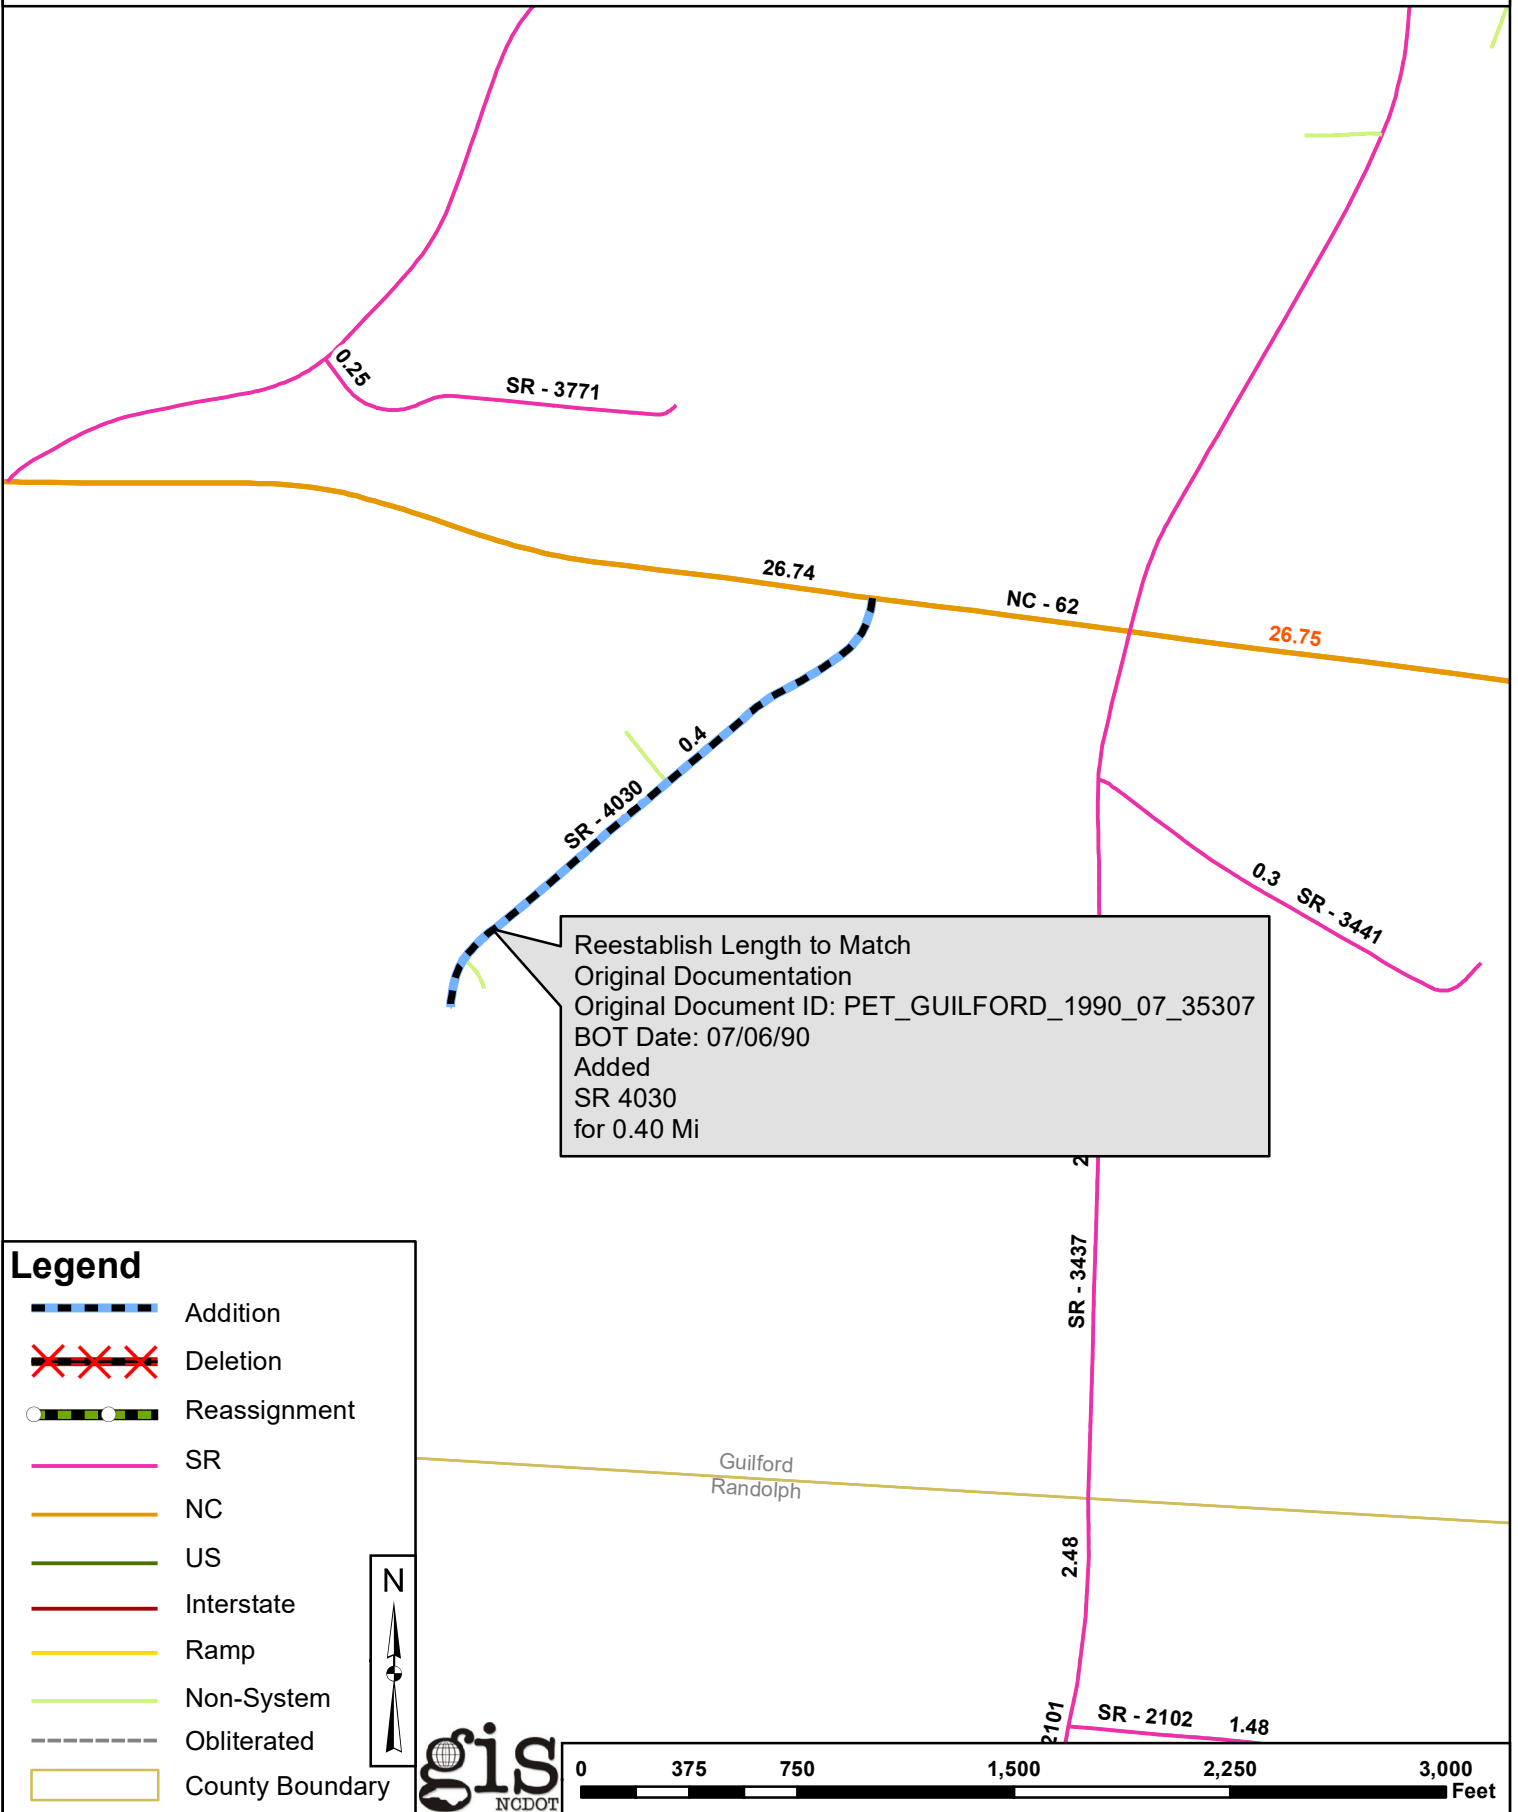 0.25
SR - 3771
26.74
NC - 62
26.75
0.4
SR - 4030
0.3
SR - 3441
Reestablish Length to Match
Original Documentation
Original Document ID: PET_GUILFORD_1990_07_35307
BOT Date: 07/06/90
Added
SR 4030
for 0.40 Mi
2
SR - 3437
Guilford
Randolph
2.48
2101
SR - 2102
1.48
Legend
Addition
Deletion
Reassignment
SR
NC
US
Interstate
Ramp
Non-System
Obliterated
County Boundary
N
gis
NCDOT
0 375 750 1,500 2,250 3,000
Feet